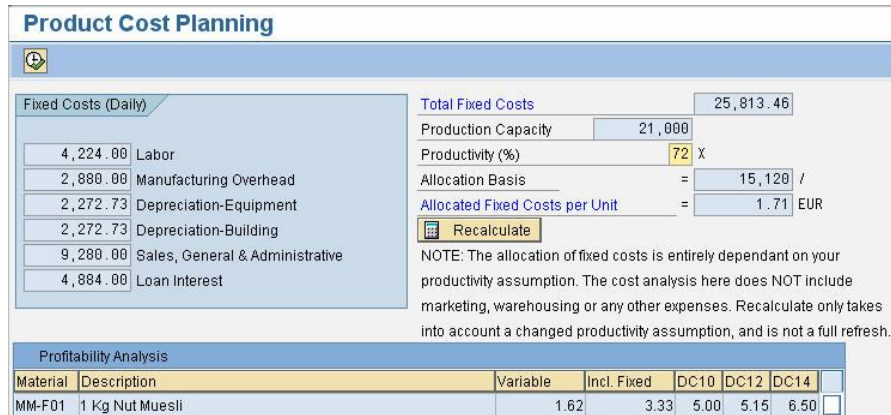 Product Cost Planning
Fixed Costs (Daily)
4,224.00 Labor
2,880.00 Manufacturing Overhead
2,272.73 Depreciation-Equipment
2,272.73 Depreciation-Building
9,280.00 Sales, General & Administrative
4,884.00 Loan Interest
Total Fixed Costs 25,813.46
Production Capacity 21,000
Productivity (%) 72 X
Allocation Basis = 15,120 /
Allocated Fixed Costs per Unit = 1.71 EUR
Recalculate
NOTE: The allocation of fixed costs is entirely dependant on your
productivity assumption. The cost analysis here does NOT include
marketing, warehousing or any other expenses. Recalculate only takes
into account a changed productivity assumption, and is not a full refresh.
Profitability Analysis
Material Description Variable Incl. Fixed DC10 DC12 DC14
MM-F01 1 Kg Nut Muesli 1.62 3.33 5.00 5.15 6.50